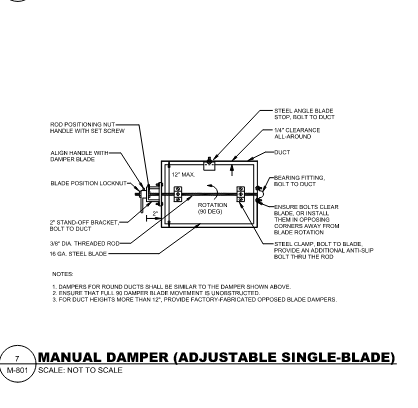 STEEL ANGLE BLADE
STOP, BOLT TO DUCT
ROD POSITIONING NUT
HANDLE WITH SET SCREW
1/4" CLEARANCE
ALL-AROUND
ALIGN HANDLE WITH
DAMPER BLADE
DUCT
12" MAX.
BLADE POSITION LOCKNUT
BEARING FITTING,
BOLT TO DUCT
ROTATION
(90 DEG)
2"
ENSURE BOLTS CLEAR
BLADE, OR INSTALL
THEM IN OPPOSING
CORNERS AWAY FROM
BLADE ROTATION
2" STAND-OFF BRACKET,
BOLT TO DUCT
3/8" DIA. THREADED ROD
16 GA. STEEL BLADE
STEEL CLAMP, BOLT TO BLADE,
PROVIDE AN ADDITIONAL ANTI-SLIP
BOLT THRU THE ROD
NOTES:
1. DAMPERS FOR ROUND DUCTS SHALL BE SIMILAR TO THE DAMPER SHOWN ABOVE.
2. ENSURE THAT FULL 90 DAMPER BLADE MOVEMENT IS UNOBSTRUCTED.
3. FOR DUCT HEIGHTS MORE THAN 12", PROVIDE FACTORY-FABRICATED OPPOSED BLADE DAMPERS.
7
MANUAL DAMPER (ADJUSTABLE SINGLE-BLADE)
M-801
SCALE: NOT TO SCALE